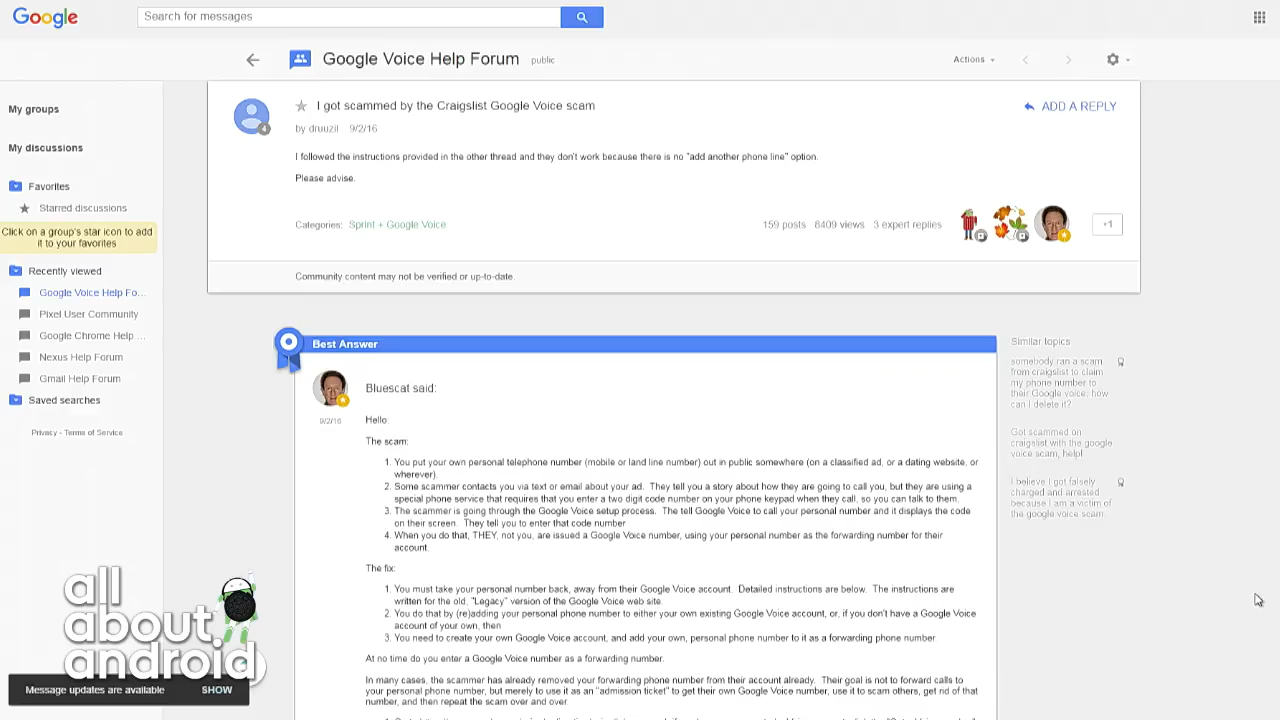 Google
Search for messages
Google Voice Help Forum public
Actions
My groups
My discussions
Favorites
Starred discussions
Click on a group's star icon to add
it to your favorites
Recently viewed
Google Voice Help Fo...
Pixel User Community
Google Chrome Help ...
Nexus Help Forum
Gmail Help Forum
Saved searches
Privacy - Terms of Service
I got scammed by the Craigslist Google Voice scam
ADD A REPLY
by druuzil 9/2/16
I followed the instructions provided in the other thread and they don't work because there is no "add another phone line" option.
Please advise.
Categories: Sprint + Google Voice
159 posts 8409 views 3 expert replies
+1
Community content may not be verified or up-to-date.
Best Answer
Bluescat said:
9/2/16
Hello:
The scam:
1. You put your own personal telephone number (mobile or land line number) out in public somewhere (on a classified ad, or a dating website, or
wherever).
2. Some scammer contacts you via text or email about your ad. They tell you a story about how they are going to call you, but they are using a
special phone service that requires that you enter a two digit code number on your phone keypad when they call, so you can talk to them.
3. The scammer is going through the Google Voice setup process. The tell Google Voice to call your personal number and it displays the code
on their screen. They tell you to enter that code number
4. When you do that, THEY, not you, are issued a Google Voice number, using your personal number as the forwarding number for their
account.
The fix:
1. You must take your personal number back, away from their Google Voice account. Detailed instructions are below. The instructions are
written for the old, "Legacy" version of the Google Voice web site.
2. You do that by (re)adding your personal phone number to either your own existing Google Voice account, or, if you don't have a Google Voice
account of your own, then
3. You need to create your own Google Voice account, and add your own, personal phone number to it as a forwarding phone number
At no time do you enter a Google Voice number as a forwarding number.
In many cases, the scammer has already removed your forwarding phone number from their account already. Their goal is not to forward calls to
your personal phone number, but merely to use it as an "admission ticket" to get their own Google Voice number, use it to scam others, get rid of that
number, and then repeat the scam over and over.
Similar topics
somebody ran a scam
from craigslist to claim
my phone number to
their Google voice. how
can I delete it?
Got scammed on
craigslist with the google
voice scam, help!
I believe I got falsely
charged and arrested
because I am a victim of
the google voice scam.
all
about
android
Message updates are available SHOW